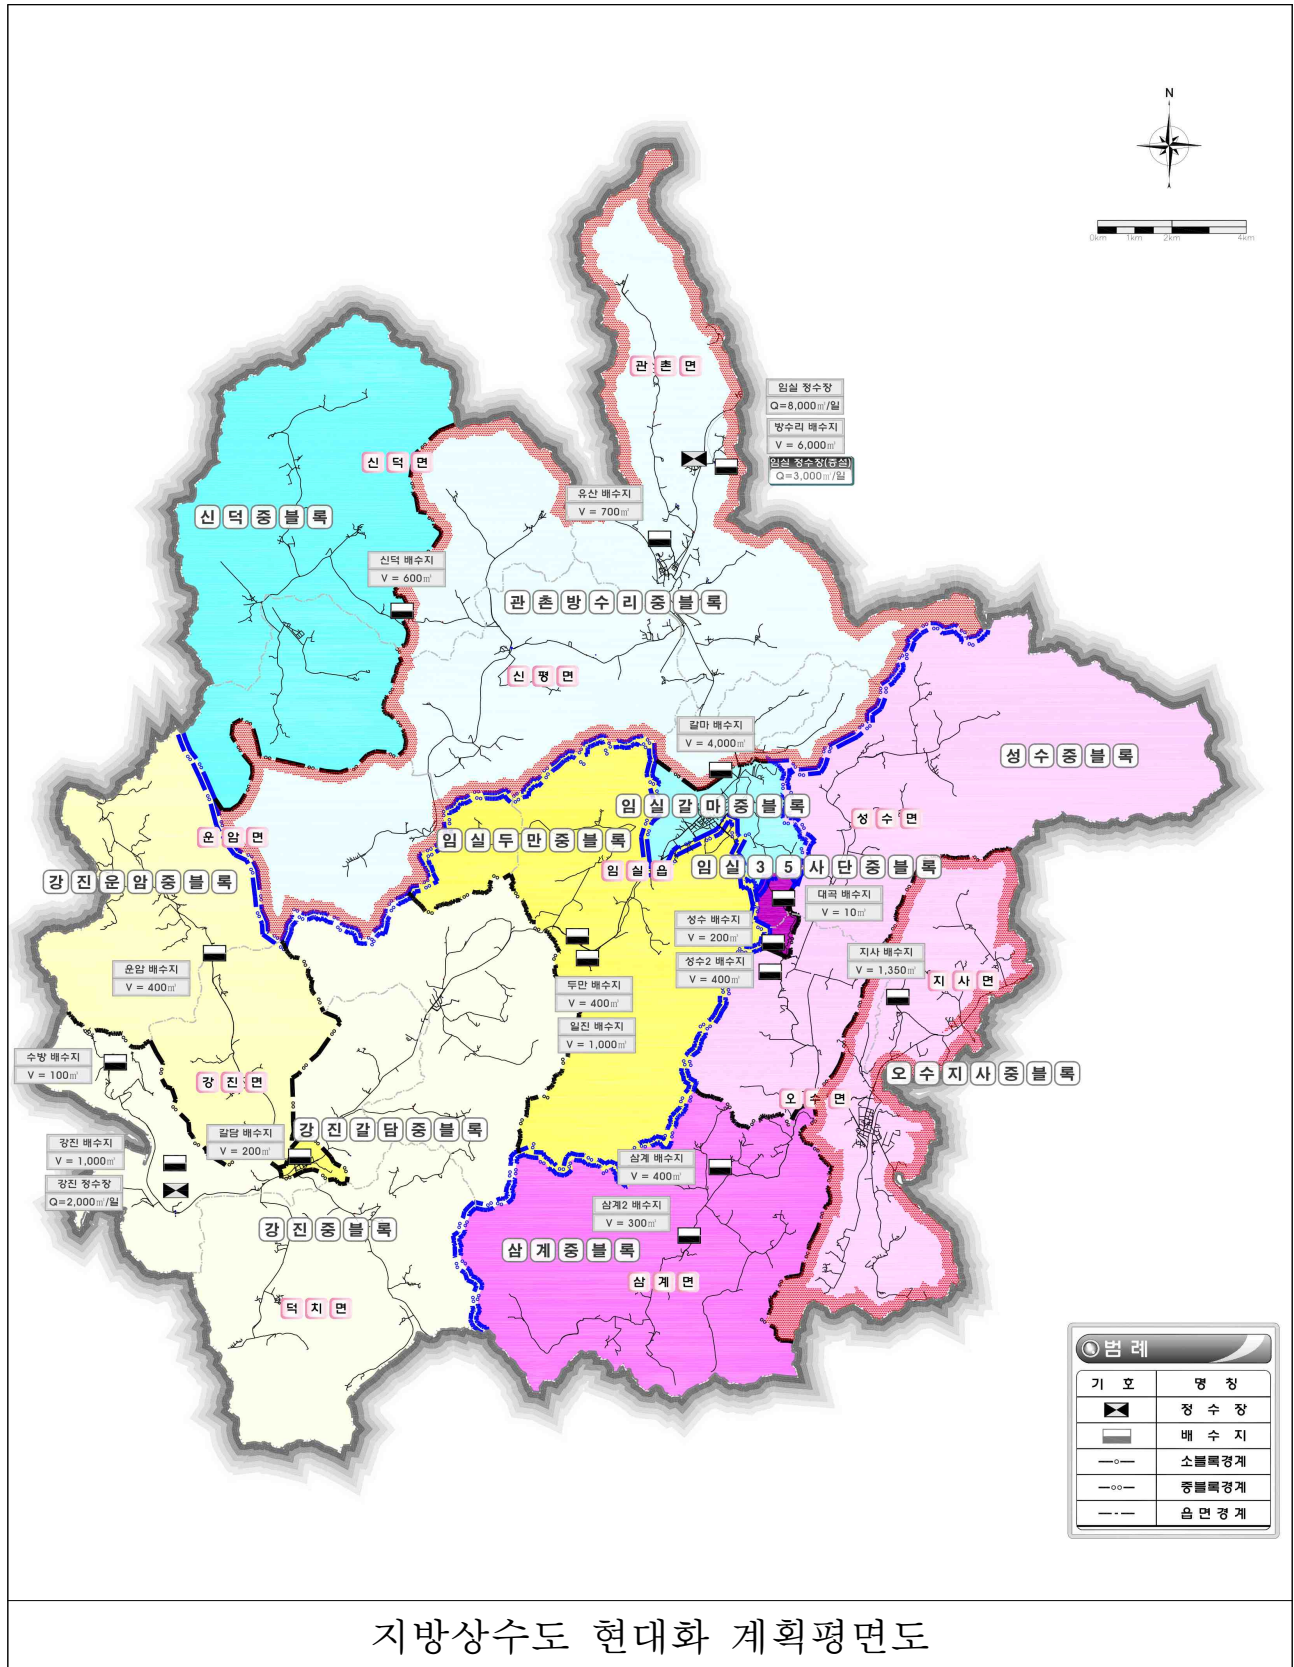 N
0km 1km 2km 4km
관촌면
임실 정수장
Q=8,000㎥/일
방수리 배수지
V = 6,000㎥
임실 정수장(증설)
Q=3,000㎥/일
신덕면
유산 배수지
V = 700㎥
신덕중블록
신덕 배수지
V = 600㎥
관촌방수리중블록
신평면
갈마 배수지
V = 4,000㎥
성수중블록
임실갈마중블록
성수면
운암면
임실두만중블록
임실읍
임실35사단중블록
강진운암중블록
대곡 배수지
V = 10㎥
성수 배수지
V = 200㎥
지사 배수지
V = 1,350㎥
성수2 배수지
V = 400㎥
지사면
운암 배수지
V = 400㎥
두만 배수지
V = 400㎥
일진 배수지
V = 1,000㎥
수방 배수지
V = 100㎥
오수지사중블록
강진면
오수면
갈담 배수지
V = 200㎥
강진갈담중블록
강진 배수지
V = 1,000㎥
강진 정수장
Q=2,000㎥/일
삼계 배수지
V = 400㎥
삼계2 배수지
V = 300㎥
강진중블록
삼계중블록
삼계면
덕치면
범례
기 호 명 칭
정 수 장
배 수 지
소블록경계
중블록경계
읍면경계
지방상수도 현대화 계획평면도